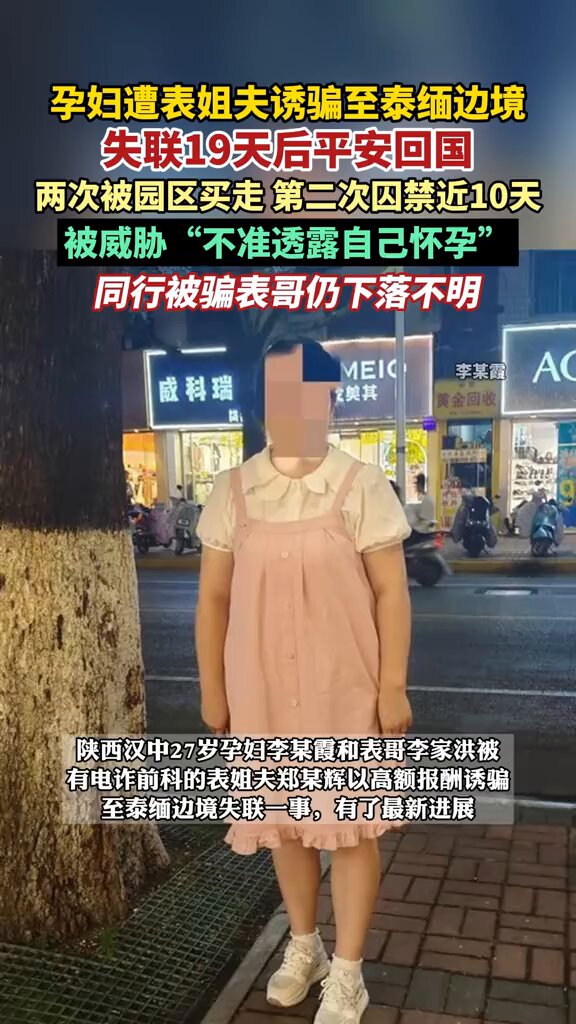 孕妇遭表姐夫诱骗至泰缅边境
失联19天后平安回国
两次被园区买走 第二次囚禁近10天
被威胁“不准透露自己怀孕”
同行被骗表哥仍下落不明
李某霞
威科瑞
MEIO
美其
黄金回收
AO
陕西汉中27岁孕妇李某霞和表哥李家洪被
有电诈前科的表姐夫郑某辉以高额报酬诱骗
至泰缅边境失联一事，有了最新进展